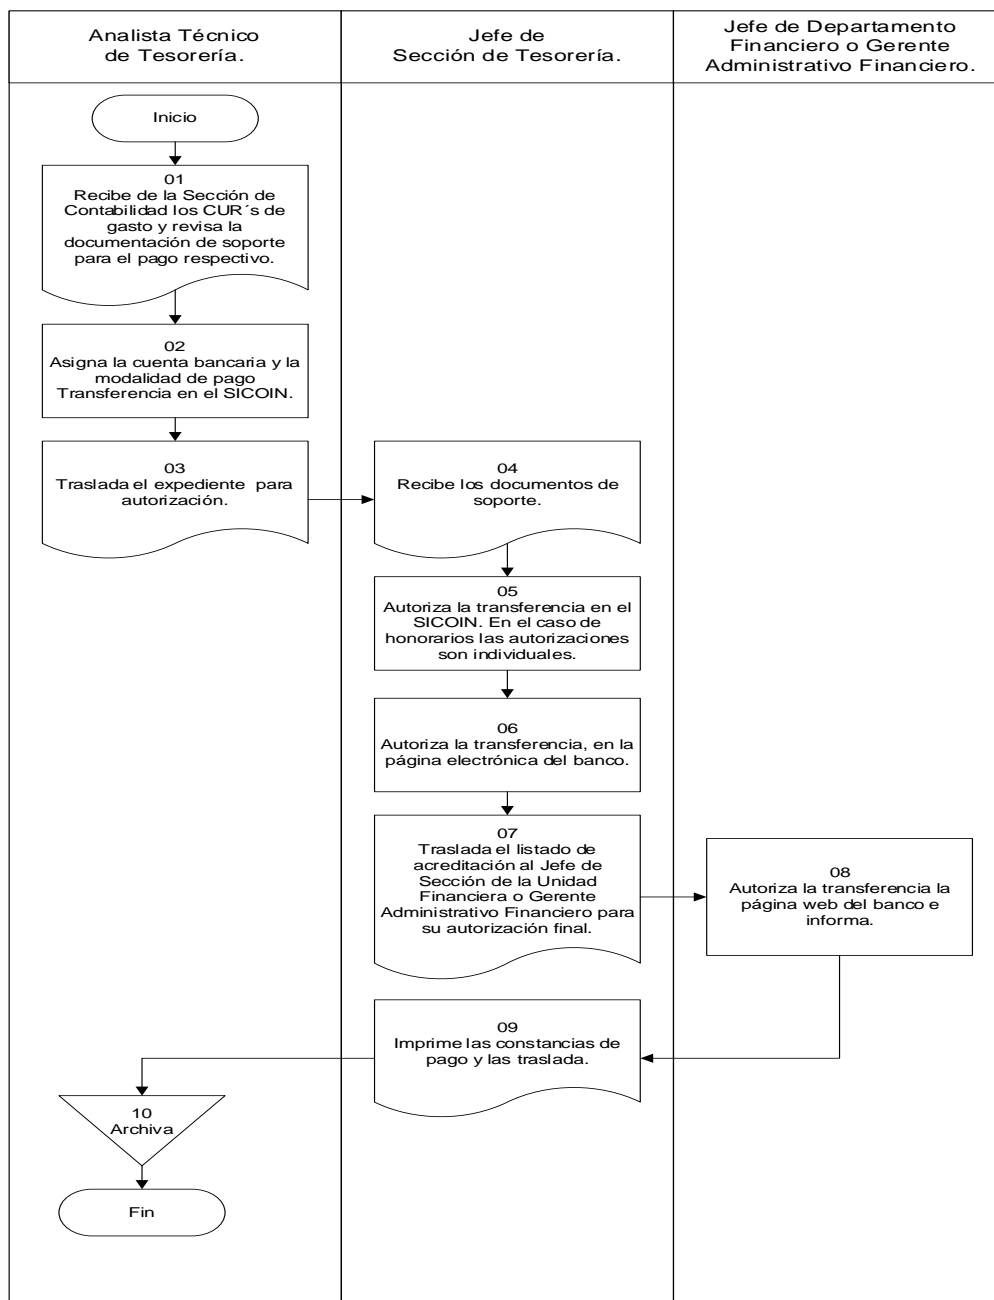 Analista Técnico
de Tesorería.
Jefe de
Sección de Tesorería.
Jefe de Departamento
Financiero o Gerente
Administrativo Financiero.
Inicio
01
Recibe de la Sección de
Contabilidad los CUR´s de
gasto y revisa la
documentación de soporte
para el pago respectivo.
02
Asigna la cuenta bancaria y la
modalidad de pago
Transferencia en el SICOIN.
03
Traslada el expediente para
autorización.
04
Recibe los documentos de
soporte.
05
Autoriza la transferencia en el
SICOIN. En el caso de
honorarios las autorizaciones
son individuales.
06
Autoriza la transferencia, en la
página electrónica del banco.
07
Traslada el listado de
acreditación al Jefe de
Sección de la Unidad
Financiera o Gerente
Administrativo Financiero para
su autorización final.
08
Autoriza la transferencia la
página web del banco e
informa.
09
Imprime las constancias de
pago y las traslada.
10
Archiva
Fin